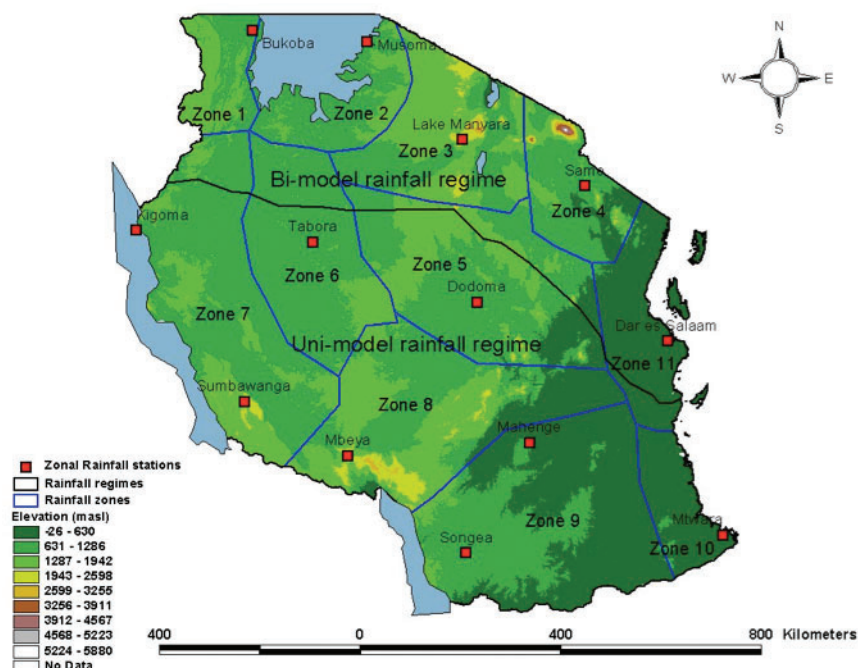 N
W E
S
Bukoba
Musoma
Zone 1
Zone 2
Lake Manyara
Zone 3
Same
Bi-model rainfall regime
Zone 4
Kigoma
Tabora
Zone 6
Zone 5
Dodoma
Zone 7
Dar es Salaam
Uni-model rainfall regime
Zone 11
Sumbawanga
Zone 8
Mahenge
Mbeya
Zone 9
Mtwara
Songea
Zone 10
Zonal Rainfall stations
Rainfall regimes
Rainfall zones
Elevation (masl)
-26 - 630
631 - 1286
1287 - 1942
1943 - 2598
2599 - 3255
3256 - 3911
3912 - 4567
4568 - 5223
5224 - 5880
No Data
400 0 400 800 Kilometers